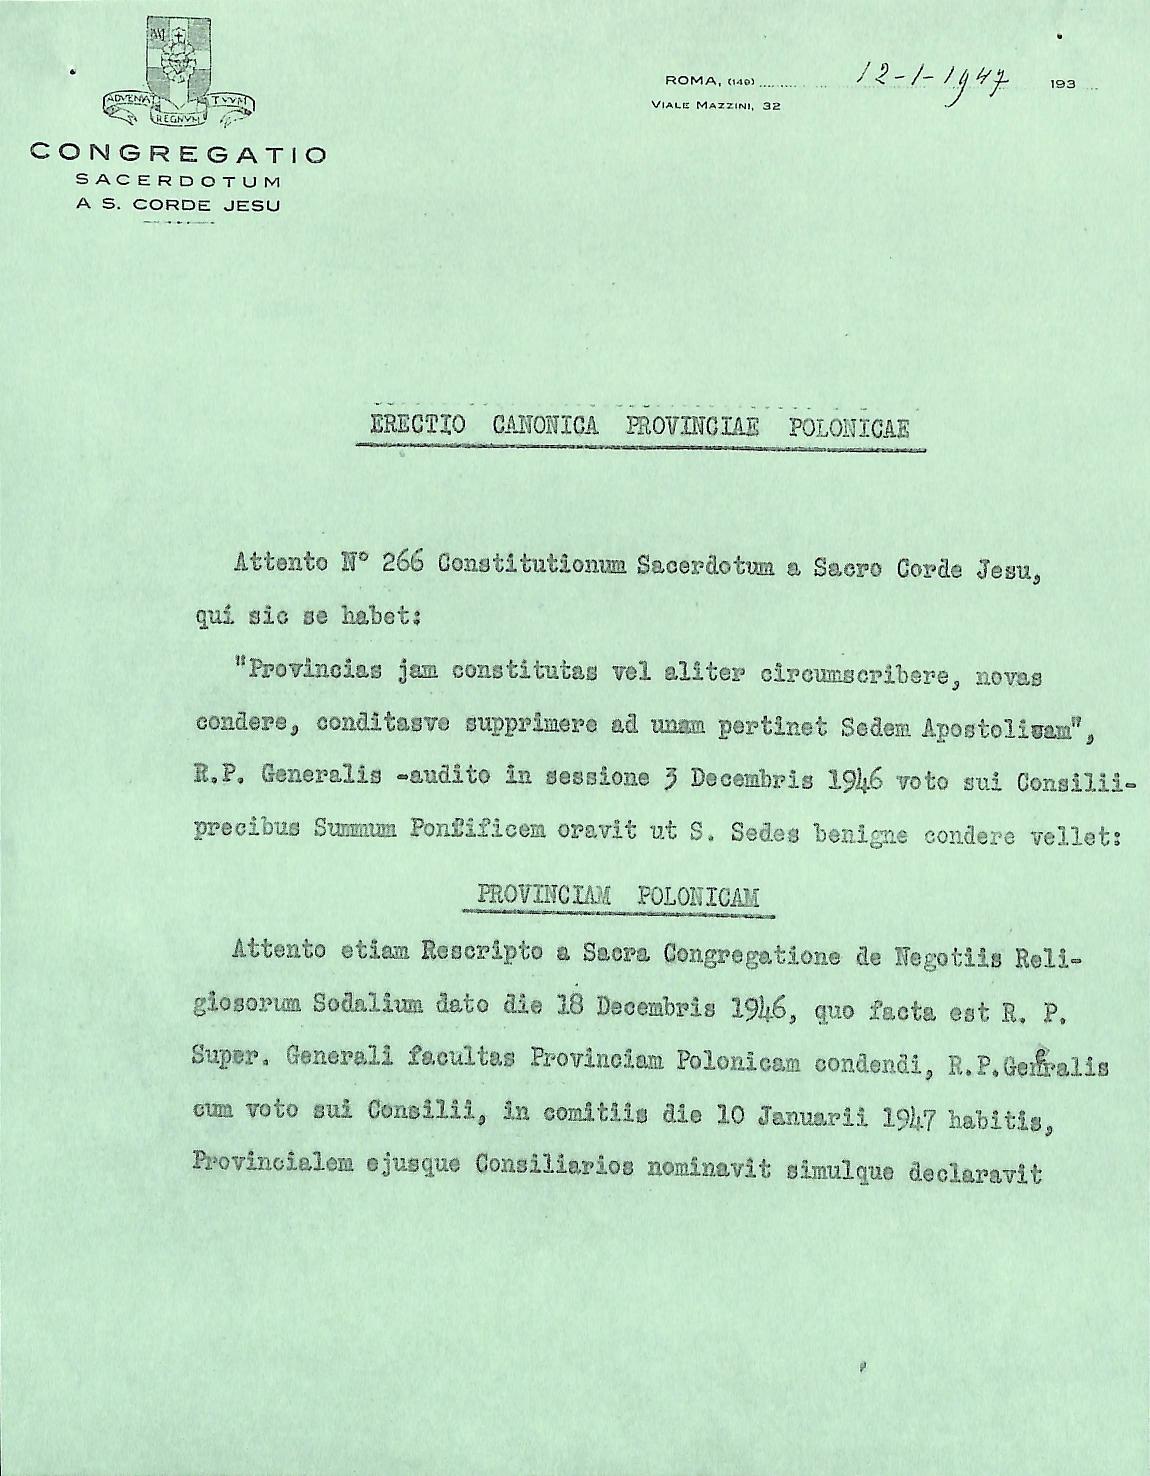 ADVENIAT
REGNVM
TVVM
CONGREGATIO
SACERDOTUM
A S. CORDE JESU
ROMA, (149) 12-1-1947 193
VIALE MAZZINI, 32
ERECTIO CANONICA PROVINCIAE POLONICAE
Attento N° 266 Constitutionum Sacerdotum a Sacro Corde Jesu,
qui sic se habet:
"Provincias jam constitutas vel aliter circumscribere, novas
condere, conditasve supprimere ad unam pertinet Sedem Apostolicam",
R.P. Generalis -audito in sessione 3 Decembris 1946 voto sui Consilii-
precibus Summum Pontificem oravit ut S. Sedes benigne condere vellet:
PROVINCIAM POLONICAM
Attento etiam Rescripto a Sacra Congregatione de Negotiis Reli-
giosorum Sodalium dato die 18 Decembris 1946, quo facta est R. P.
Super. Generali facultas Provinciam Polonicam condendi, R.P.Generalis
cum voto sui Consilii, in comitiis die 10 Januarii 1947 habitis,
Provincialem ejusque Consiliarios nominavit simulque declaravit